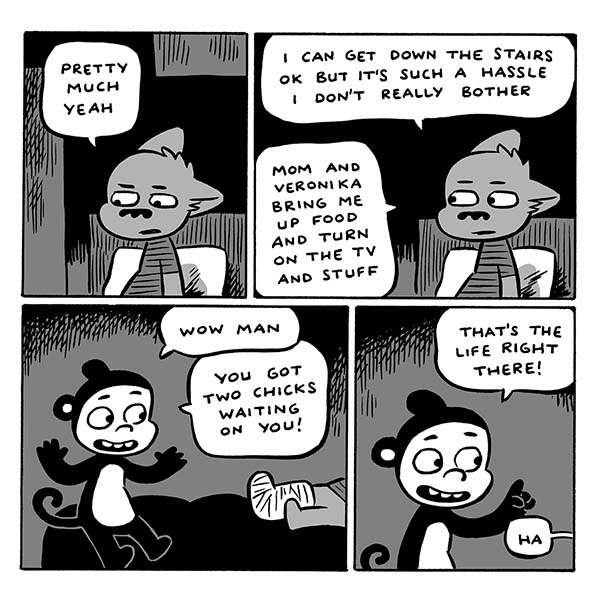 PRETTY
MUCH
YEAH
I CAN GET DOWN THE STAIRS
OK BUT IT'S SUCH A HASSLE
I DON'T REALLY BOTHER
MOM AND
VERONIKA
BRING ME
UP FOOD
AND TURN
ON THE TV
AND STUFF
WOW MAN
YOU GOT
TWO CHICKS
WAITING
ON YOU!
THAT'S THE
LIFE RIGHT
THERE!
HA